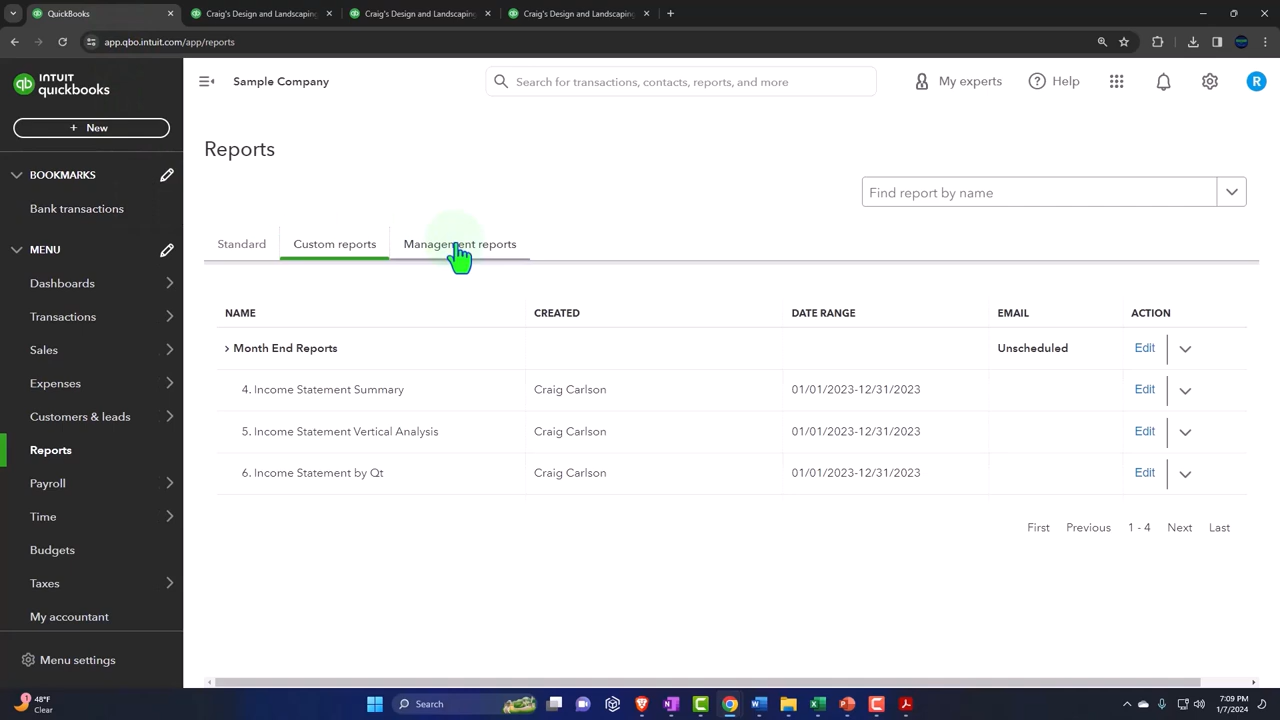 QuickBooks
Craig's Design and Landscaping
Craig's Design and Landscaping
Craig's Design and Landscaping
app.qbo.intuit.com/app/reports
INTUIT
quickbooks
qb
Sample Company
Search for transactions, contacts, reports, and more
My experts
Help
R
+ New
BOOKMARKS
Bank transactions
MENU
Dashboards
Transactions
Sales
Expenses
Customers & leads
Reports
Payroll
Time
Budgets
Taxes
My accountant
Menu settings
Reports
Find report by name
Standard Custom reports Management reports
NAME CREATED DATE RANGE EMAIL ACTION
Month End Reports Unscheduled Edit
4. Income Statement Summary Craig Carlson 01/01/2023-12/31/2023 Edit
5. Income Statement Vertical Analysis Craig Carlson 01/01/2023-12/31/2023 Edit
6. Income Statement by Qt Craig Carlson 01/01/2023-12/31/2023 Edit
First Previous 1 - 4 Next Last
48°F
Clear
Search
7:09 PM
1/7/2024